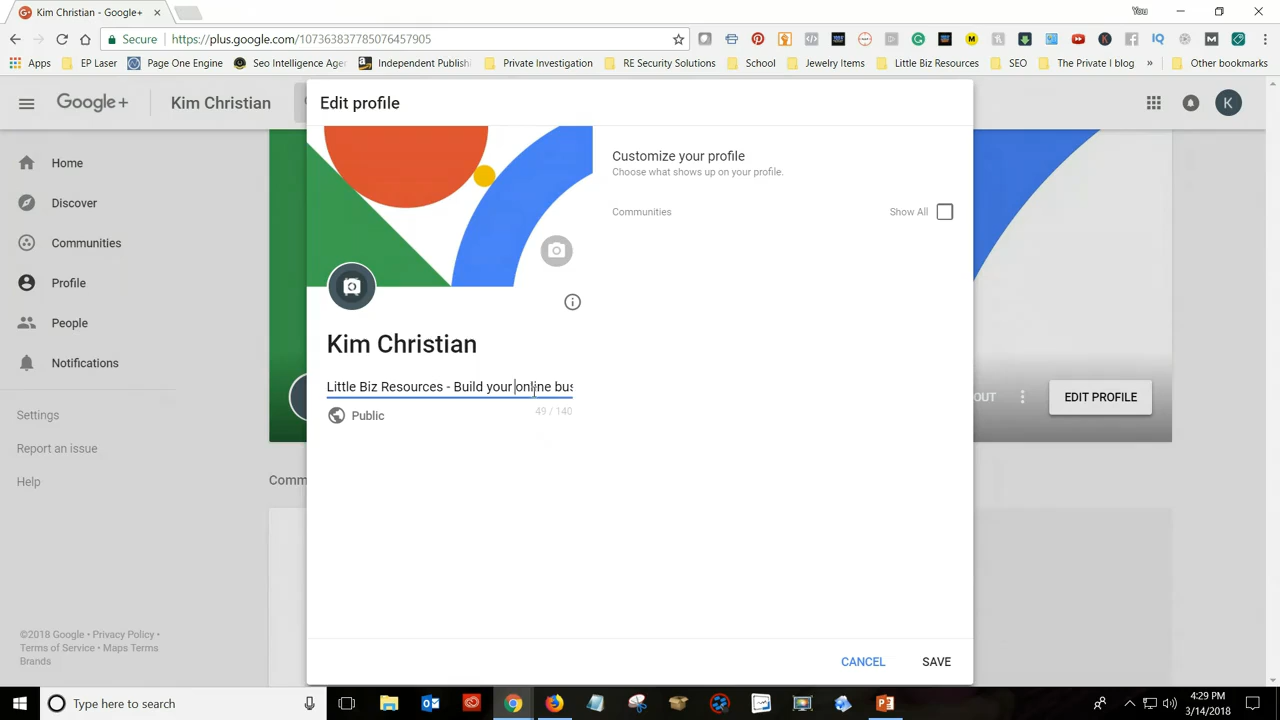 Kim Christian - Google+
You
Secure
https://plus.google.com/107363837785076457905
Apps
EP Laser
Page One Engine
Seo Intelligence Age
Independent Publishi
Private Investigation
RE Security Solutions
School
Jewelry Items
Little Biz Resources
SEO
The Private I blog
»
Other bookmarks
Google+
Kim Christian
K
Home
Discover
Communities
Profile
People
Notifications
Settings
Report an issue
Help
©2018 Google • Privacy Policy •
Terms of Service • Maps Terms
Brands
Edit profile
Customize your profile
Choose what shows up on your profile.
Communities
Show All
Kim Christian
Little Biz Resources - Build your online bus
Public
49 / 140
CANCEL
SAVE
OUT
EDIT PROFILE
Comm
Type here to search
4:29 PM
3/14/2018